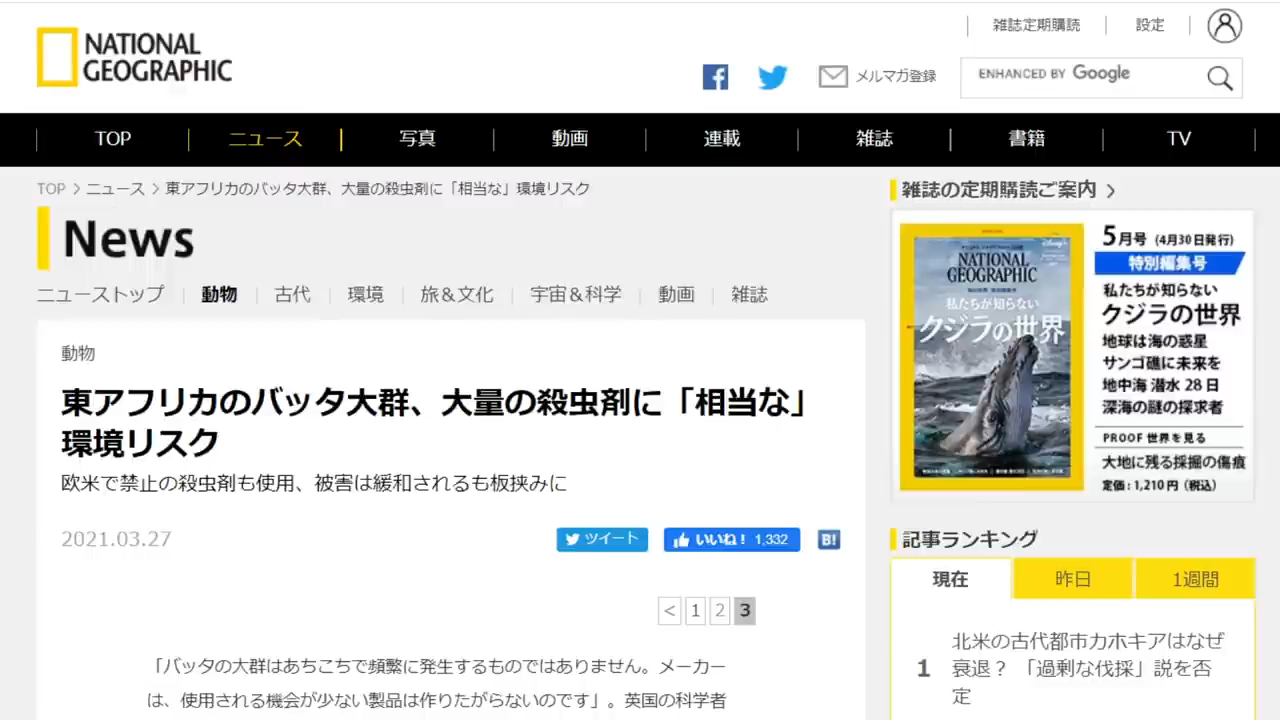 NATIONAL
GEOGRAPHIC
雑誌定期購読
設定
メルマガ登録
ENHANCED BY Google
TOP
ニュース
写真
動画
連載
雑誌
書籍
TV
TOP > ニュース > 東アフリカのバッタ大群、大量の殺虫剤に「相当な」環境リスク
News
ニューストップ
動物
古代
環境
旅＆文化
宇宙＆科学
動画
雑誌
動物
東アフリカのバッタ大群、大量の殺虫剤に「相当な」
環境リスク
欧米で禁止の殺虫剤も使用、被害は緩和されるも板挟みに
2021.03.27
ツイート
いいね！ 1,332
B!
< 1 2 3
「バッタの大群はあちこちで頻繁に発生するものではありません。メーカー
は、使用される機会が少ない製品は作りたがらないのです」。英国の科学者
雑誌の定期購読ご案内 >
NATIONAL
GEOGRAPHIC
私たちが知らない
クジラの世界
5月号 (4月30日発行)
特別編集号
私たちが知らない
クジラの世界
地球は海の惑星
サンゴ礁に未来を
地中海 潜水 28 日
深海の謎の探求者
PROOF 世界を見る
大地に残る採掘の傷痕
定価：1,210 円（税込）
記事ランキング
現在
昨日
1週間
1
北米の古代都市カホキアはなぜ
衰退？ 「過剰な伐採」説を否
定